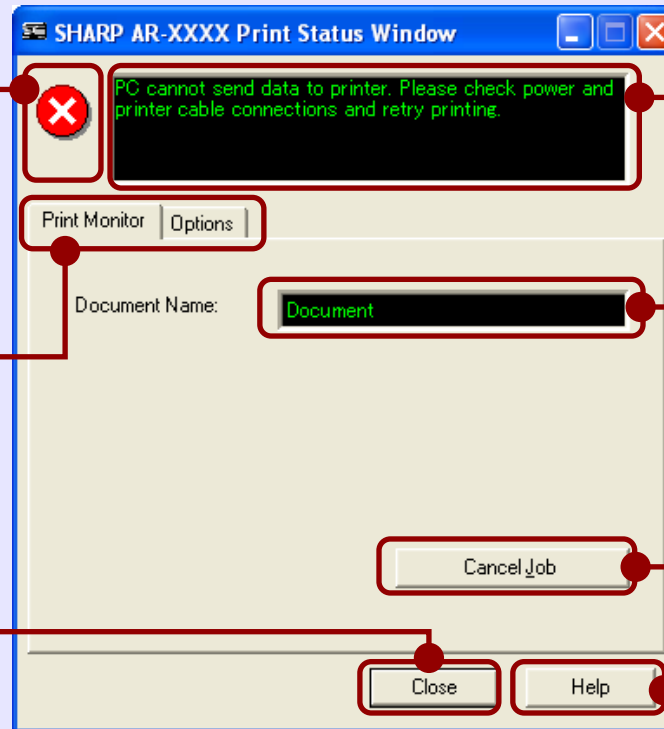 SHARP AR-XXXX Print Status Window
PC cannot send data to printer. Please check power and
printer cable connections and retry printing.
Print Monitor
Options
Document Name:
Document
Cancel Job
Close
Help